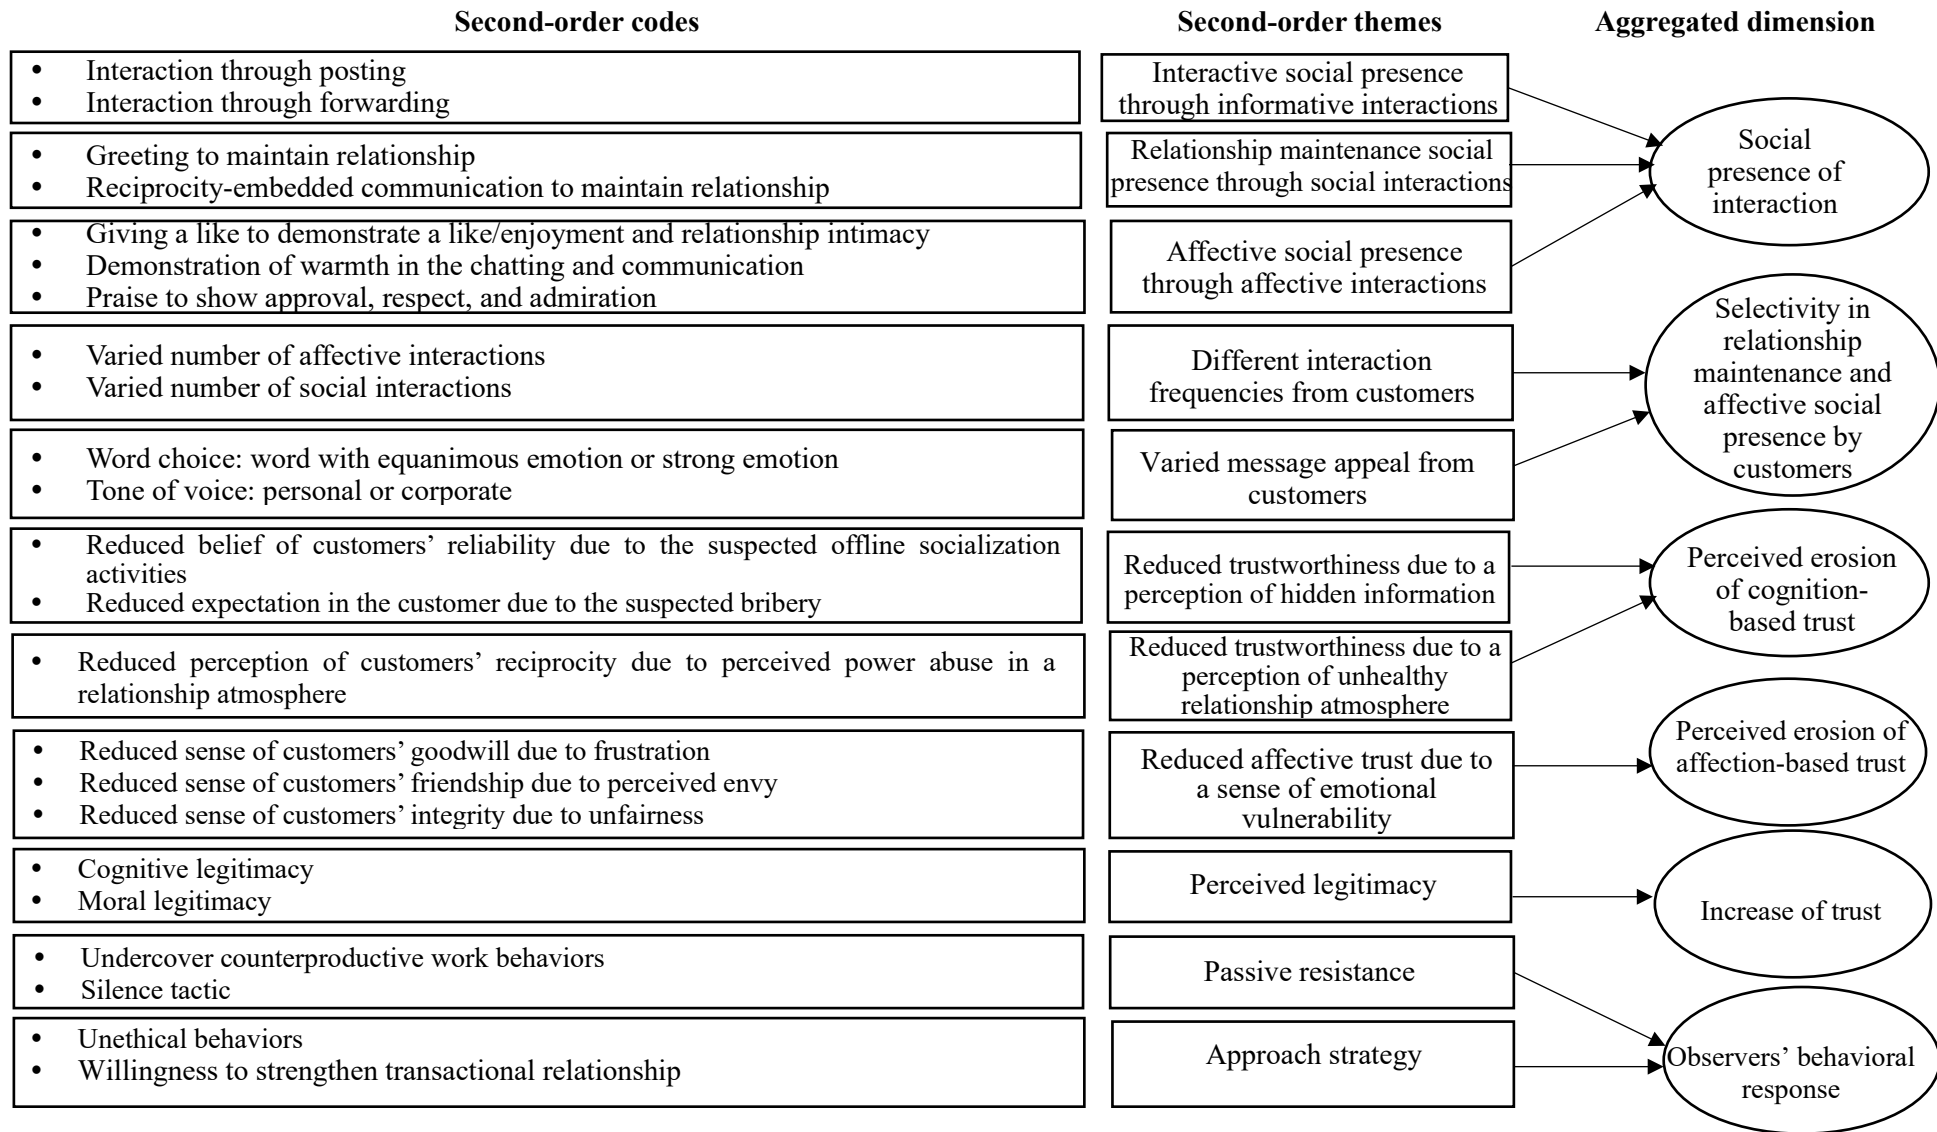 Second-order codes
Second-order themes
Aggregated dimension
• Interaction through posting
• Interaction through forwarding
Interactive social presence
through informative interactions
• Greeting to maintain relationship
• Reciprocity-embedded communication to maintain relationship
Relationship maintenance social
presence through social interactions
• Giving a like to demonstrate a like/enjoyment and relationship intimacy
• Demonstration of warmth in the chatting and communication
• Praise to show approval, respect, and admiration
Affective social presence
through affective interactions
Social
presence of
interaction
• Varied number of affective interactions
• Varied number of social interactions
Different interaction
frequencies from customers
• Word choice: word with equanimous emotion or strong emotion
• Tone of voice: personal or corporate
Varied message appeal from
customers
Selectivity in
relationship
maintenance and
affective social
presence by
customers
• Reduced belief of customers’ reliability due to the suspected offline socialization
activities
• Reduced expectation in the customer due to the suspected bribery
Reduced trustworthiness due to a
perception of hidden information
• Reduced perception of customers’ reciprocity due to perceived power abuse in a
relationship atmosphere
Reduced trustworthiness due to a
perception of unhealthy
relationship atmosphere
Perceived erosion
of cognition-
based trust
• Reduced sense of customers’ goodwill due to frustration
• Reduced sense of customers’ friendship due to perceived envy
• Reduced sense of customers’ integrity due to unfairness
Reduced affective trust due to
a sense of emotional
vulnerability
Perceived erosion of
affection-based trust
• Cognitive legitimacy
• Moral legitimacy
Perceived legitimacy
Increase of trust
• Undercover counterproductive work behaviors
• Silence tactic
Passive resistance
• Unethical behaviors
• Willingness to strengthen transactional relationship
Approach strategy
Observers’ behavioral
response